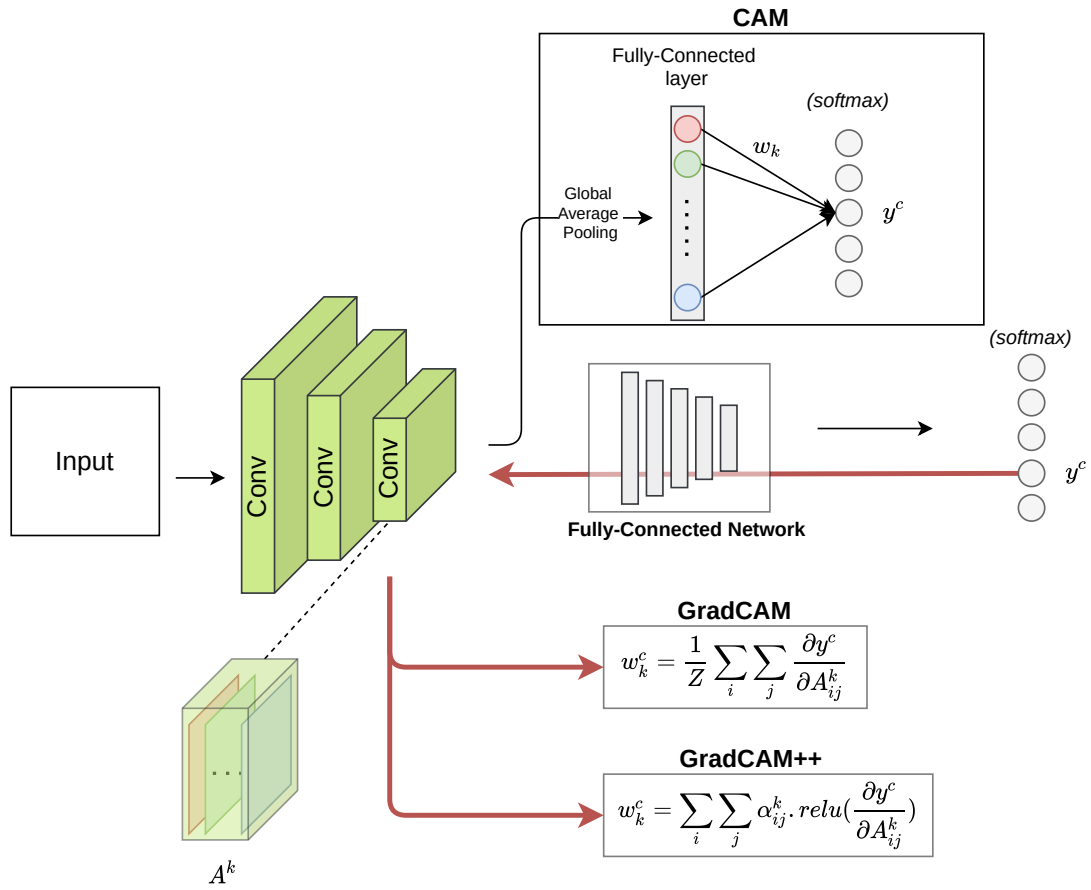 CAM
Fully-Connected
layer
(softmax)
w_k
Global
Average
Pooling
y^c
(softmax)
Input
Conv
Conv
Conv
y^c
Fully-Connected Network
GradCAM
w_k^c = \frac{1}{Z} \sum_i \sum_j \frac{\partial y^c}{\partial A_{ij}^k}
GradCAM++
w_k^c = \sum_i \sum_j \alpha_{ij}^k . relu(\frac{\partial y^c}{\partial A_{ij}^k})
. . .
A^k